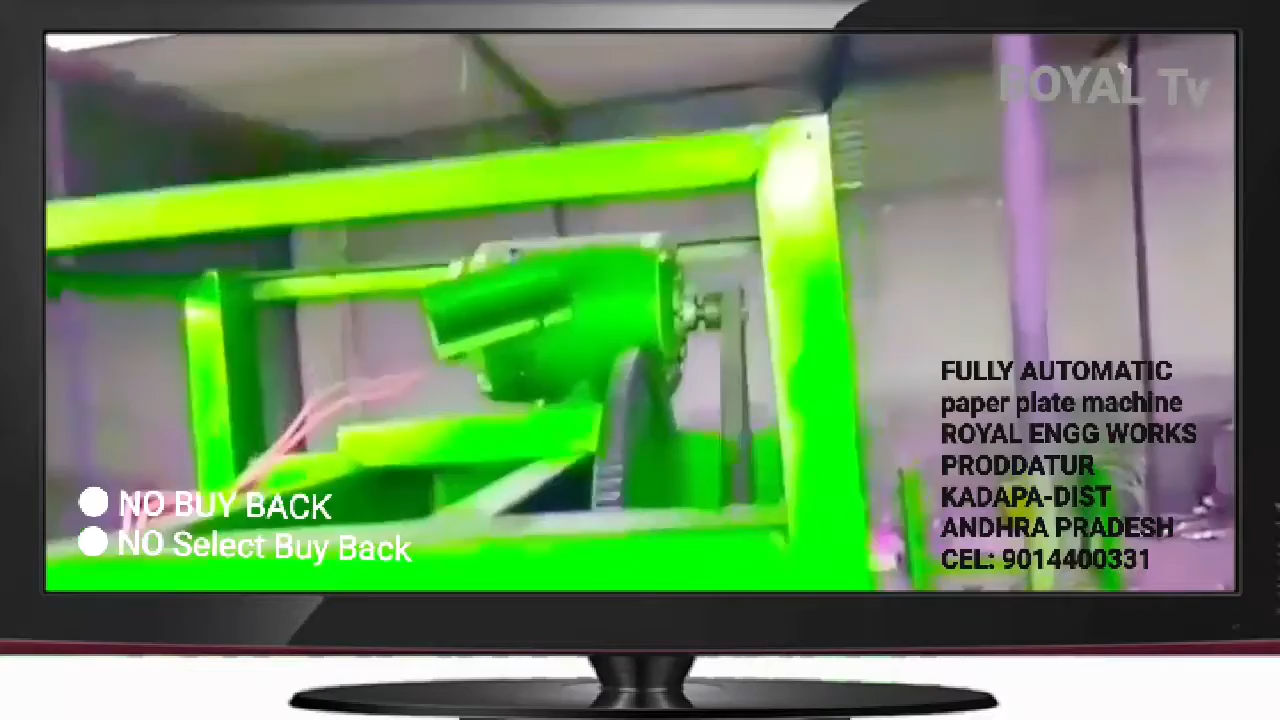 ROYAL Tv
FULLY AUTOMATIC
paper plate machine
ROYAL ENGG WORKS
PRODDATUR
KADAPA-DIST
ANDHRA PRADESH
CEL: 9014400331
NO BUY BACK
NO Select Buy Back